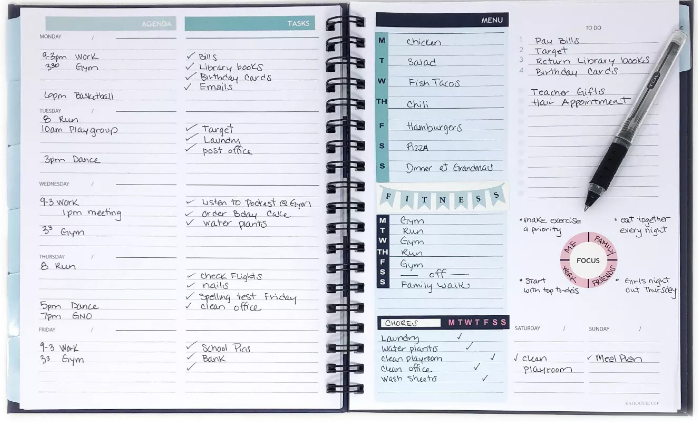 AGENDA
TASKS
MONDAY /
9-3pm Work
3:30 Gym
6pm Basketball
✓ Bills
✓ Library books
✓ Birthday Cards
✓ Emails
TUESDAY /
8 Run
10am Playgroup
3pm Dance
✓ Target
✓ Laundry
✓ post office
WEDNESDAY /
9-3 Work
1pm meeting
Gym
✓ Listen to Podcast @ Gym
✓ order Bday Cake
✓ water plants
THURSDAY /
8 Run
5pm Dance
7pm GNO
✓ check Flights
✓ nails
✓ spelling test Friday
✓ clean office
FRIDAY /
9-3 Work
Gym
✓ School Pics
✓ Bank
✓
MENU
M chicken
T Salad
W Fish Tacos
TH Chili
F Hamburgers
S Pizza
S Dinner at Grandmas
FITNESS
M Gym
T Run
W Gym
TH Run
F Gym
S off
S Family Walk
CHORES M T W T F S S
Laundry ✓
Water plants ✓
clean playroom ✓
clean office ✓
wash sheets ✓
TO DO
1 Pay Bills
2 Target
3 Return Library books
4 Birthday Cards
Teacher Gifts
Hair Appointment
• make exercise
a priority
• eat together
every night
ME
FAMILY
WORK
FRIENDS
FOCUS
• Start
with top to-dos
• Girls night
out Thursday
SATURDAY /
SUNDAY /
✓ clean
playroom
✓ Meal Plan